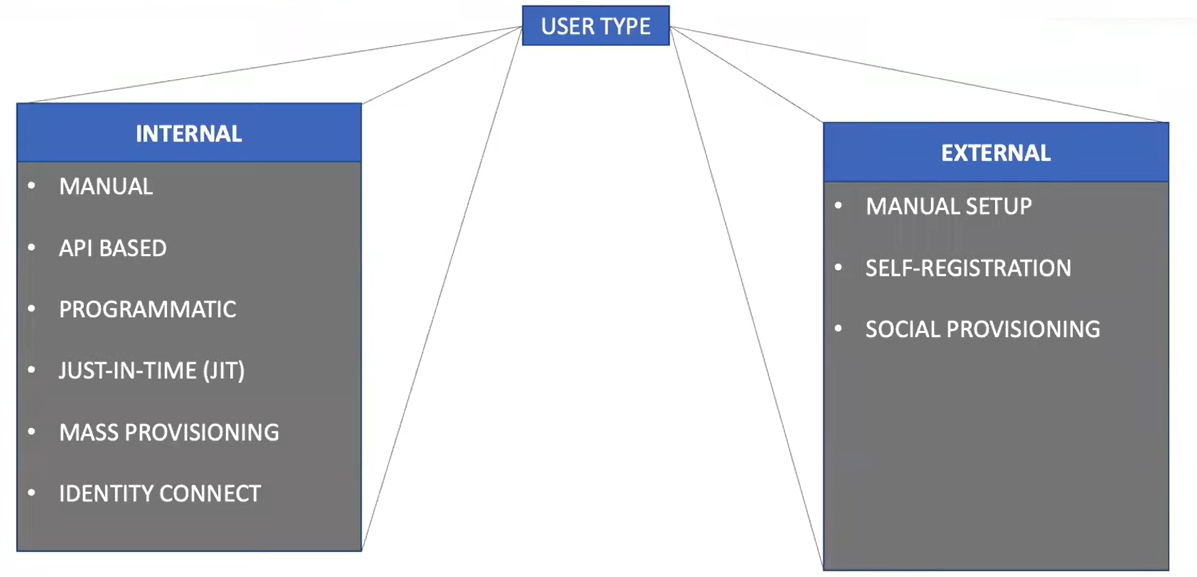 USER TYPE
INTERNAL
• MANUAL
• API BASED
• PROGRAMMATIC
• JUST-IN-TIME (JIT)
• MASS PROVISIONING
• IDENTITY CONNECT
EXTERNAL
• MANUAL SETUP
• SELF-REGISTRATION
• SOCIAL PROVISIONING